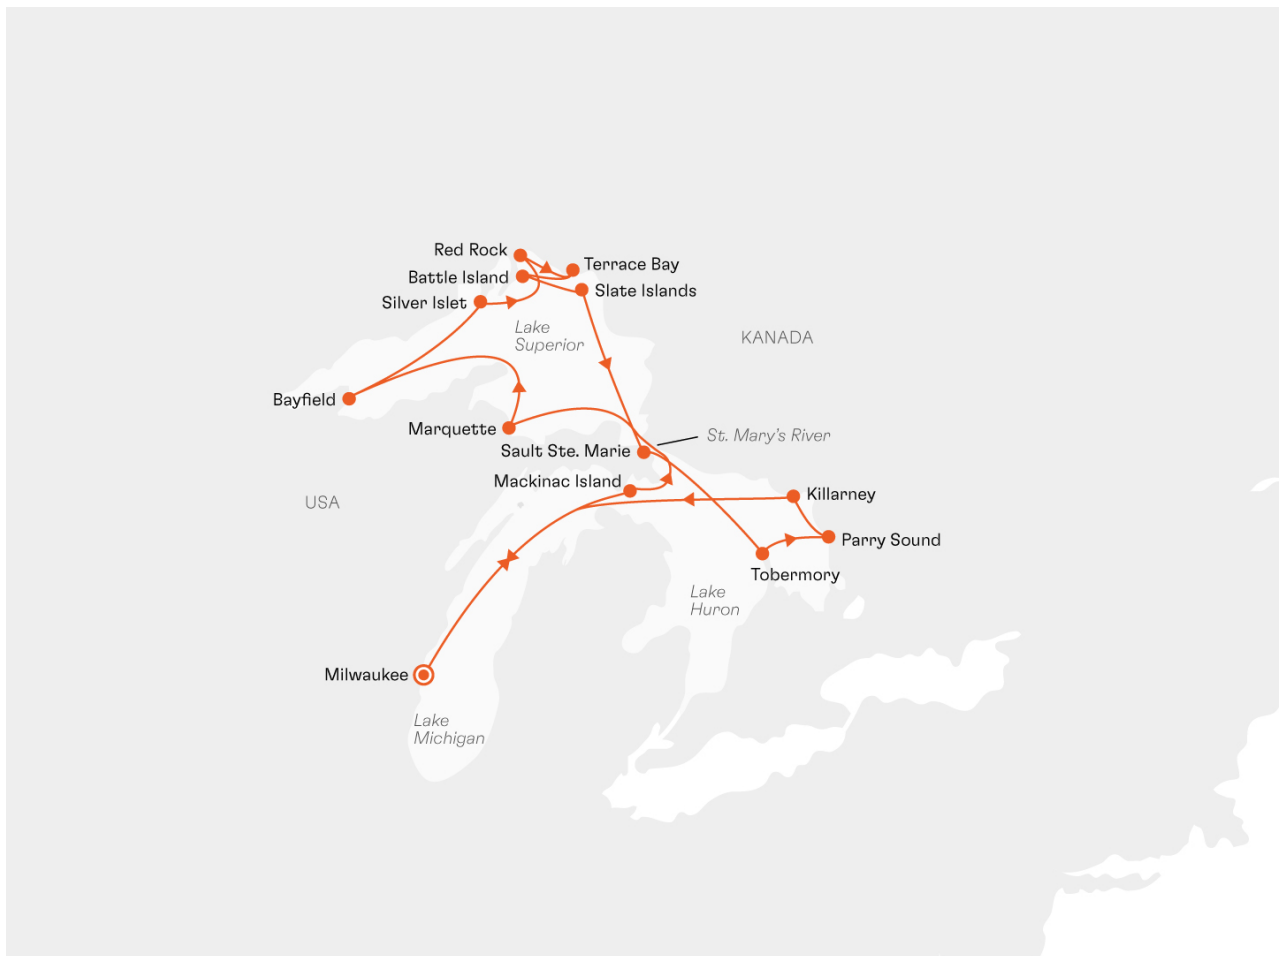 Red Rock
Terrace Bay
Battle Island
Slate Islands
Silver Islet
Lake
Superior
KANADA
Bayfield
Marquette
St. Mary's River
Sault Ste. Marie
Mackinac Island
Killarney
USA
Parry Sound
Tobermory
Lake
Huron
Milwaukee
Lake
Michigan